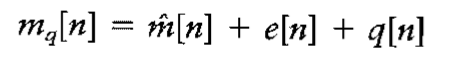 m_q[n] = m̂[n] + e[n] + q[n]